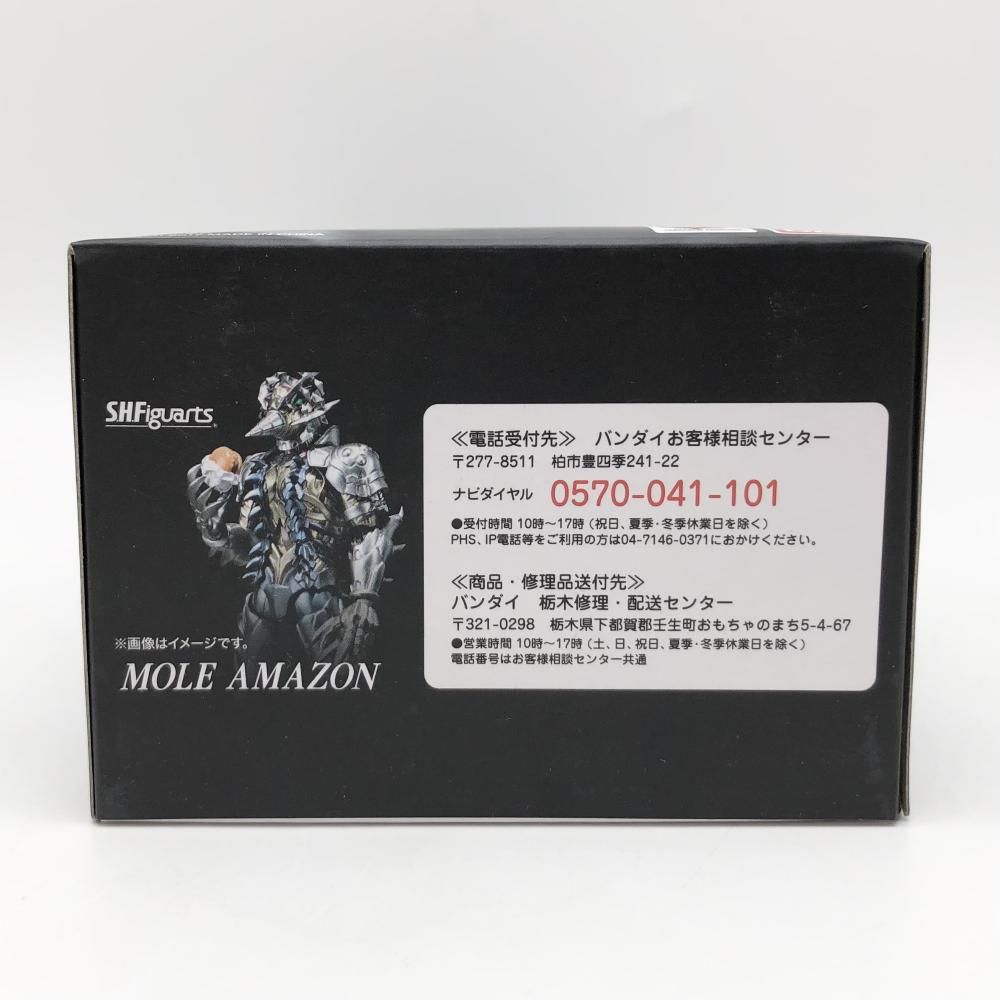 MADE IN CHINA
S.H.Figuarts
※画像はイメージです。
MOLE AMAZON
≪電話受付先≫ バンダイお客様相談センター
〒277-8511 柏市豊四季241-22
ナビダイヤル 0570-041-101
●受付時間 10時～17時（祝日、夏季・冬季休業日を除く）
PHS、IP電話等をご利用の方は04-7146-0371におかけください。
≪商品・修理品送付先≫
バンダイ 栃木修理・配送センター
〒321-0298 栃木県下都賀郡壬生町おもちゃのまち5-4-67
●営業時間 10時～17時（土、日、祝日、夏季・冬季休業日を除く）
電話番号はお客様相談センター共通